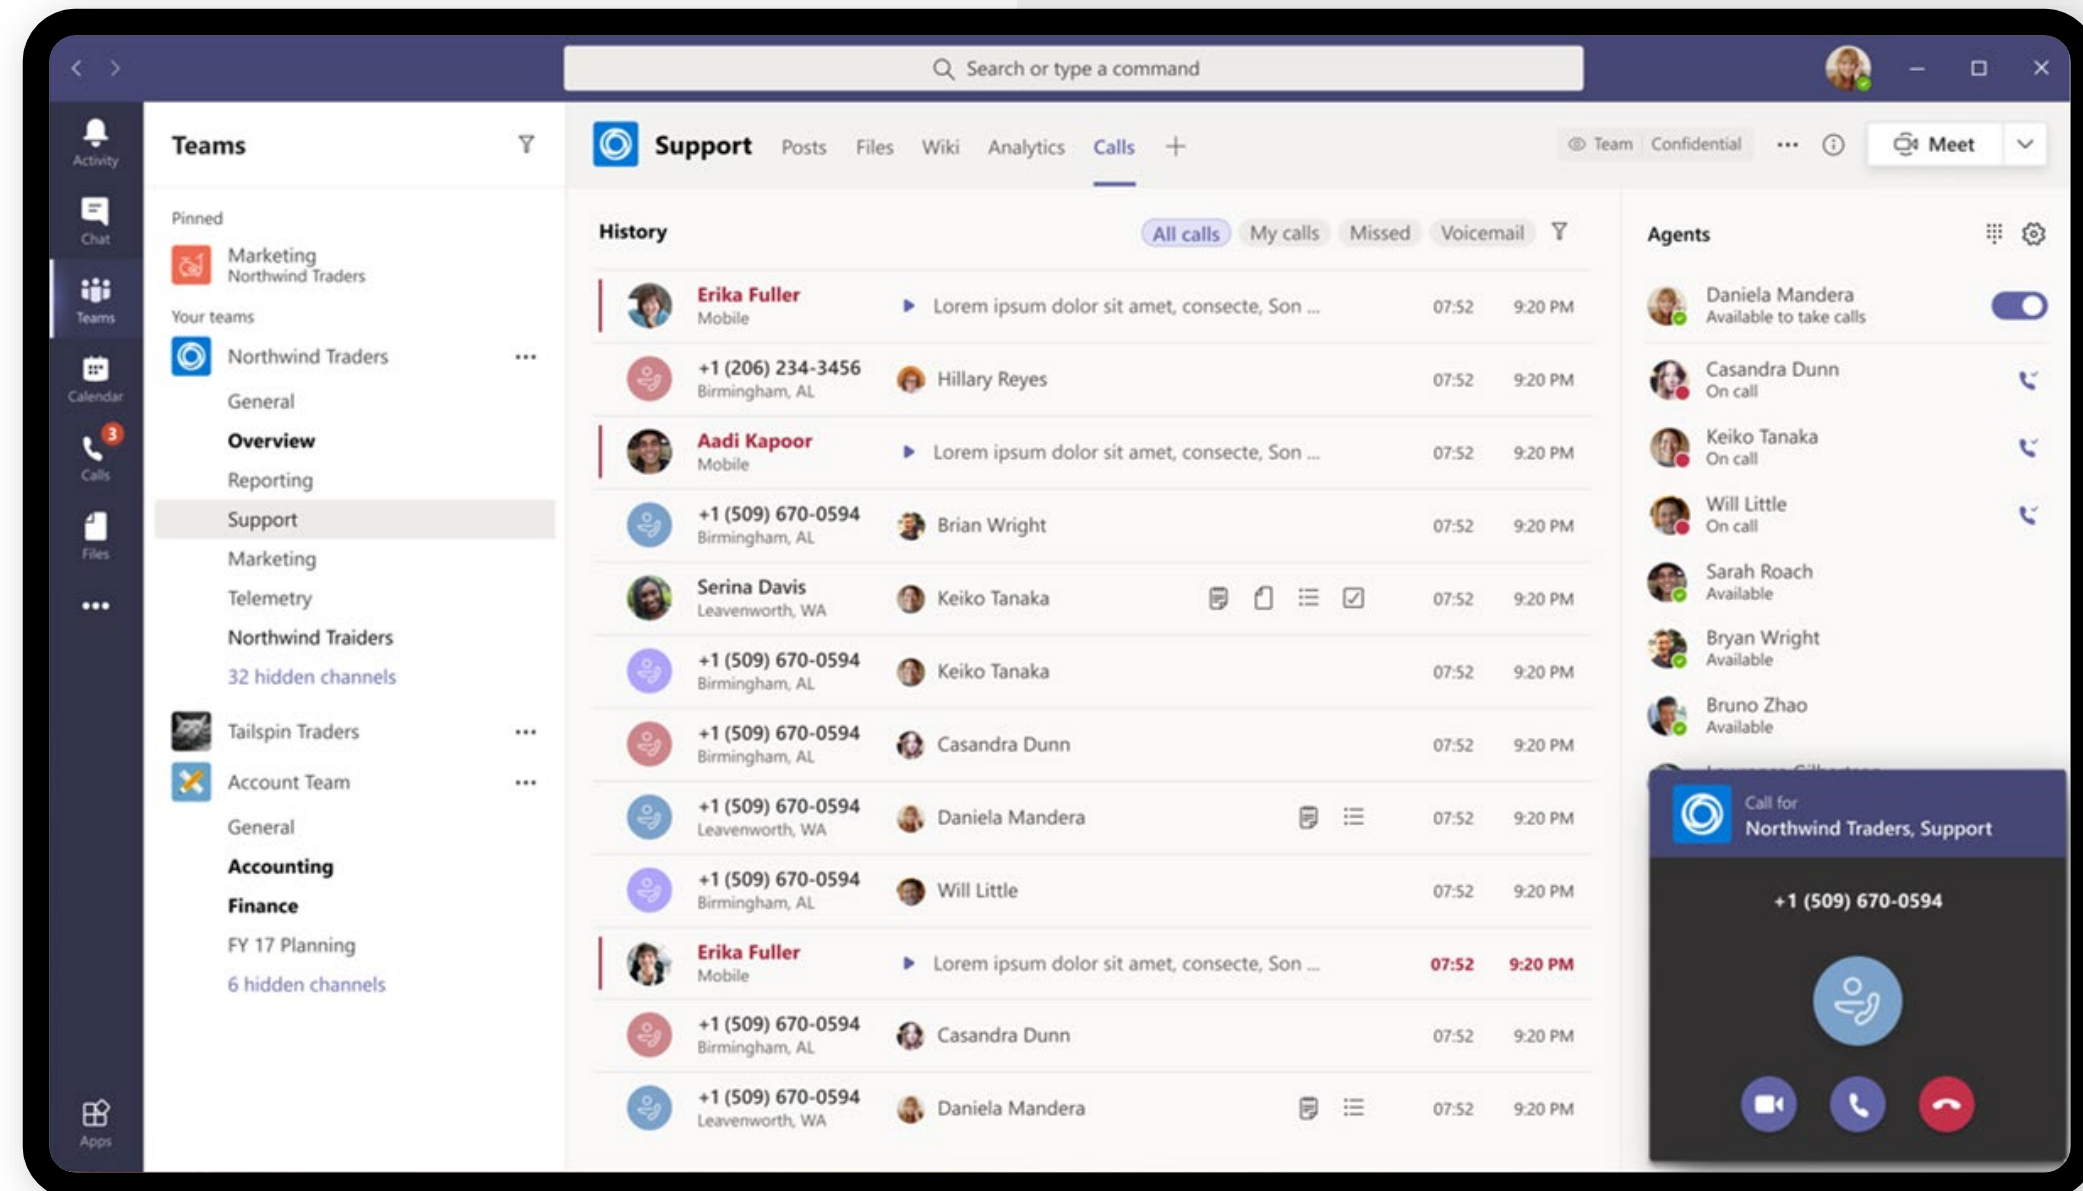 Search or type a command
Activity
Chat
Teams
Calendar
3
Calls
Files
Apps
Teams
Pinned
Marketing
Northwind Traders
Your teams
Northwind Traders
General
Overview
Reporting
Support
Marketing
Telemetry
Northwind Traiders
32 hidden channels
Tailspin Traders
Account Team
General
Accounting
Finance
FY 17 Planning
6 hidden channels
Support Posts Files Wiki Analytics Calls
Team Confidential
Meet
History All calls My calls Missed Voicemail
Erika Fuller
Mobile
Lorem ipsum dolor sit amet, consecte, Son ... 07:52 9:20 PM
+1 (206) 234-3456
Birmingham, AL
Hillary Reyes 07:52 9:20 PM
Aadi Kapoor
Mobile
Lorem ipsum dolor sit amet, consecte, Son ... 07:52 9:20 PM
+1 (509) 670-0594
Birmingham, AL
Brian Wright 07:52 9:20 PM
Serina Davis
Leavenworth, WA
Keiko Tanaka 07:52 9:20 PM
+1 (509) 670-0594
Birmingham, AL
Keiko Tanaka 07:52 9:20 PM
+1 (509) 670-0594
Birmingham, AL
Casandra Dunn 07:52 9:20 PM
+1 (509) 670-0594
Leavenworth, WA
Daniela Mandera 07:52 9:20 PM
+1 (509) 670-0594
Birmingham, AL
Will Little 07:52 9:20 PM
Erika Fuller
Mobile
Lorem ipsum dolor sit amet, consecte, Son ... 07:52 9:20 PM
+1 (509) 670-0594
Birmingham, AL
Casandra Dunn 07:52 9:20 PM
+1 (509) 670-0594
Leavenworth, WA
Daniela Mandera 07:52 9:20 PM
Agents
Daniela Mandera
Available to take calls
Casandra Dunn
On call
Keiko Tanaka
On call
Will Little
On call
Sarah Roach
Available
Bryan Wright
Available
Bruno Zhao
Available
Call for
Northwind Traders, Support
+1 (509) 670-0594